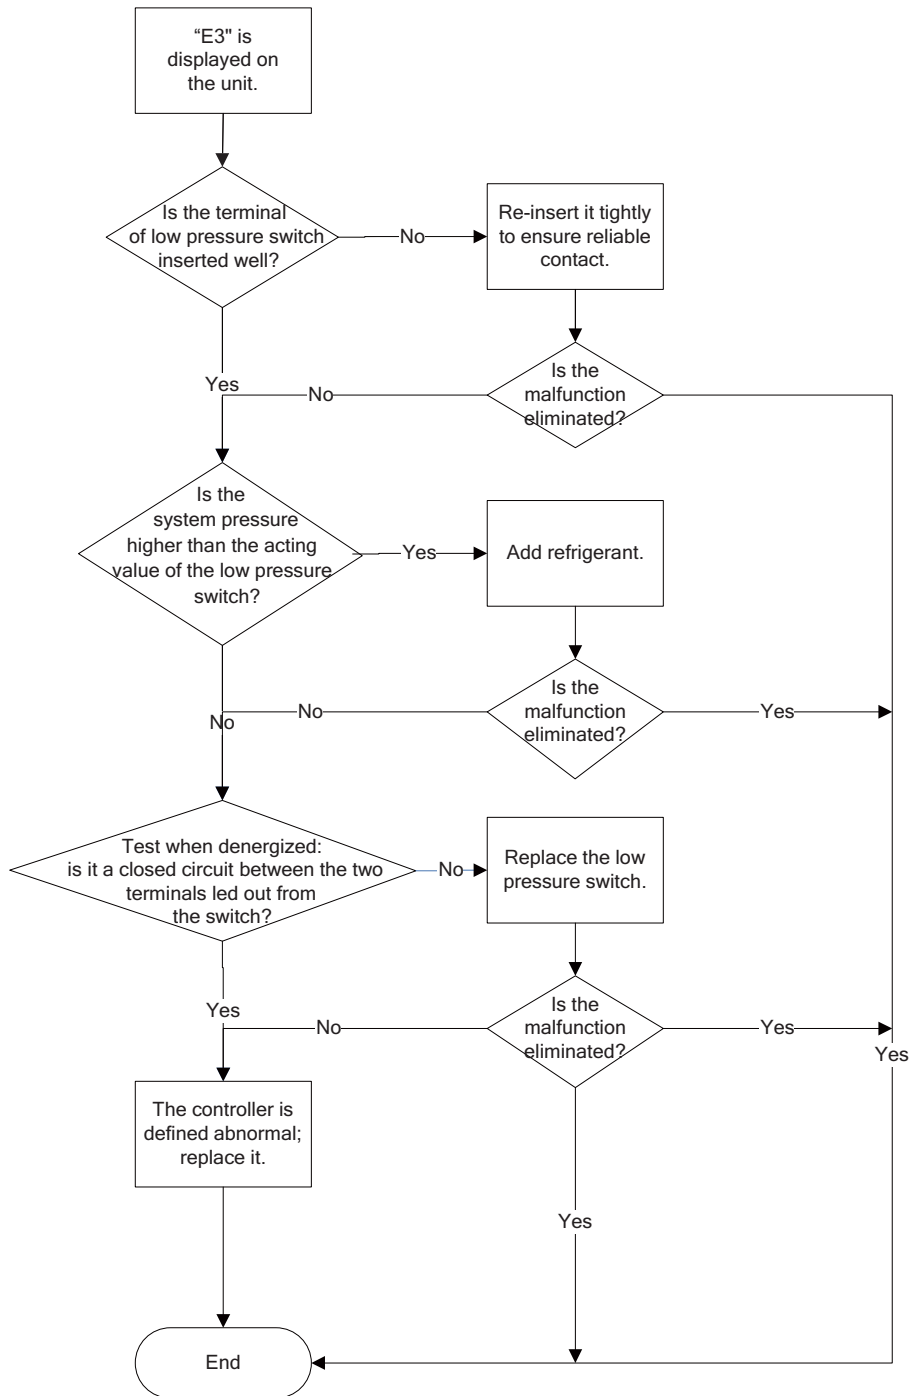 “E3" is
displayed on
the unit.
Is the terminal
of low pressure switch
inserted well?
No
Re-insert it tightly
to ensure reliable
contact.
Yes
No
Is the
malfunction
eliminated?
Is the
system pressure
higher than the acting
value of the low pressure
switch?
Yes
Add refrigerant.
No
No
Is the
malfunction
eliminated?
Yes
Test when denergized:
is it a closed circuit between the two
terminals led out from
the switch?
No
Replace the low
pressure switch.
Yes
No
Is the
malfunction
eliminated?
Yes
Yes
The controller is
defined abnormal;
replace it.
Yes
End